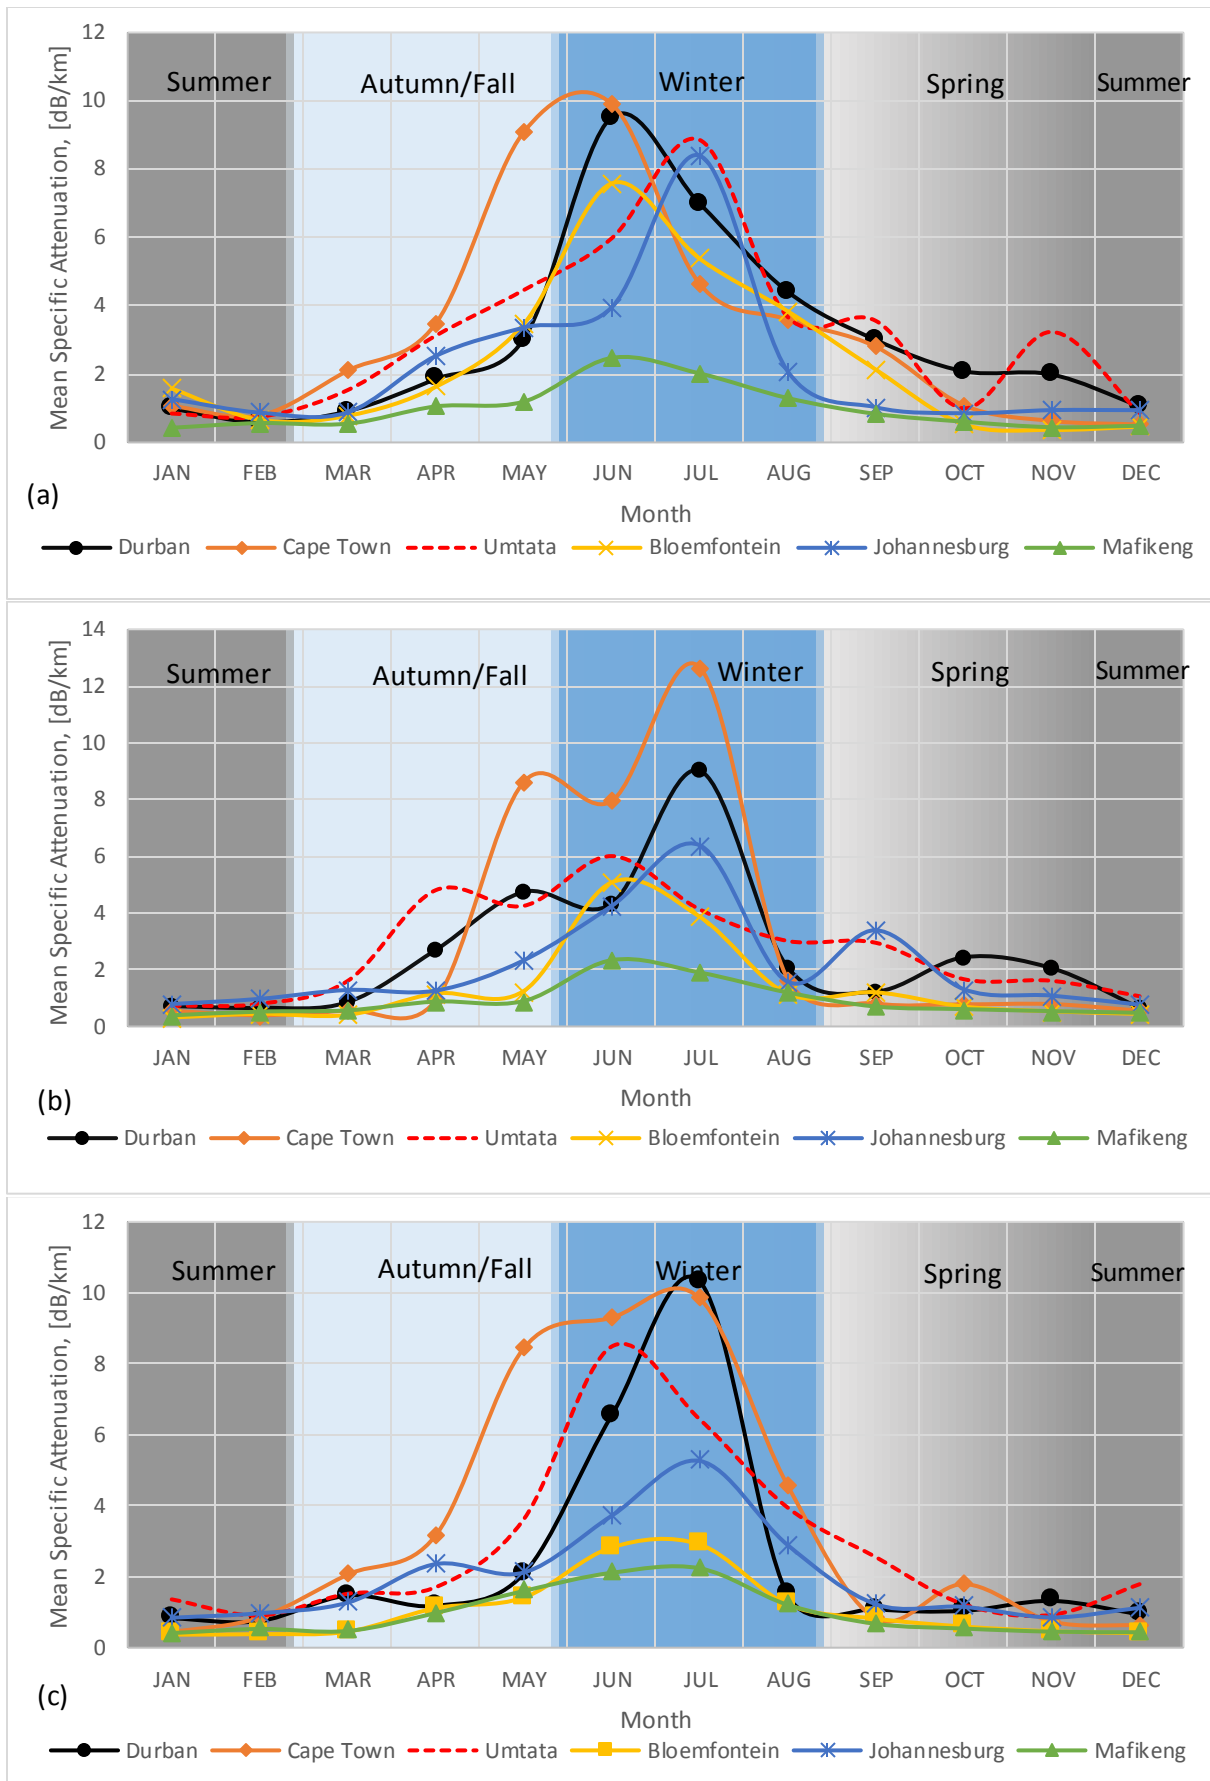 12
10
8
6
4
2
0
Mean Specific Attenuation, [dB/km]
Summer Autumn/Fall Winter Spring Summer
JAN FEB MAR APR MAY JUN JUL AUG SEP OCT NOV DEC
(a)
Month
Durban Cape Town Umtata Bloemfontein Johannesburg Mafikeng
14
12
10
8
6
4
2
0
Mean Specific Attenuation, [dB/km]
Summer Autumn/Fall Winter Spring Summer
JAN FEB MAR APR MAY JUN JUL AUG SEP OCT NOV DEC
(b)
Month
Durban Cape Town Umtata Bloemfontein Johannesburg Mafikeng
12
10
8
6
4
2
0
Mean Specific Attenuation, [dB/km]
Summer Autumn/Fall Winter Spring Summer
JAN FEB MAR APR MAY JUN JUL AUG SEP OCT NOV DEC
(c)
Month
Durban Cape Town Umtata Bloemfontein Johannesburg Mafikeng